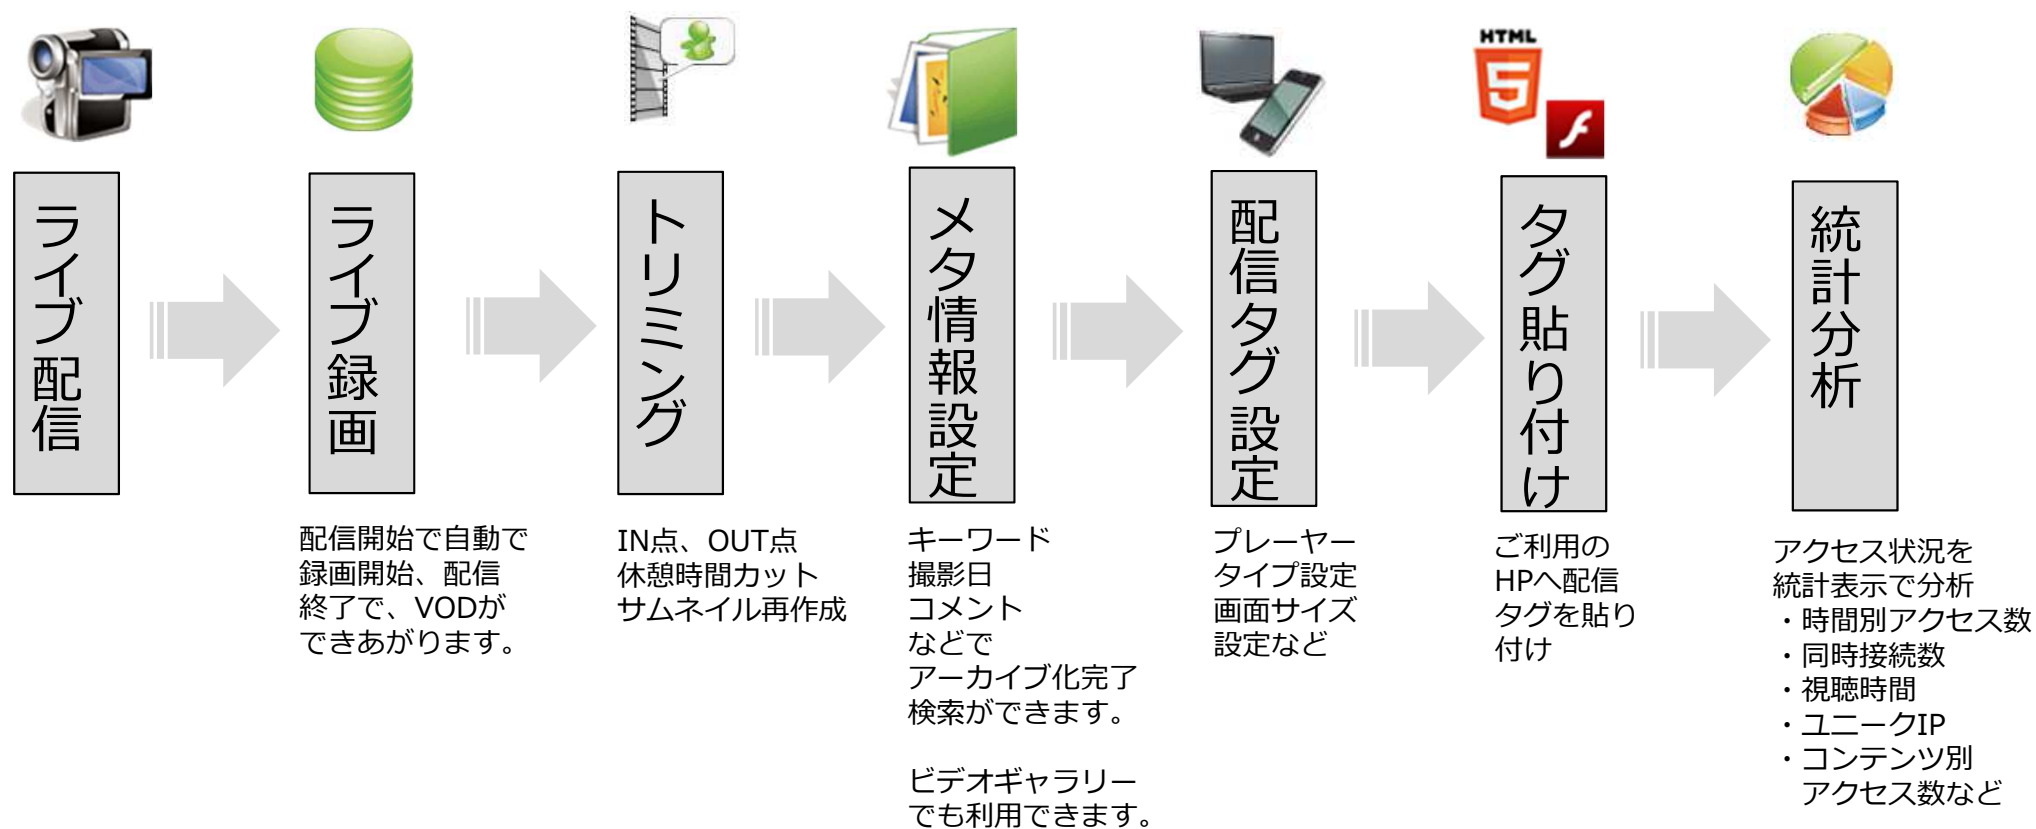 ライブ配信
ライブ録画
配信開始で自動で
録画開始、配信
終了で、VODが
できあがります。
トリミング
IN点、OUT点
休憩時間カット
サムネイル再作成
メタ情報設定
キーワード
撮影日
コメント
などで
アーカイブ化完了
検索ができます。
ビデオギャラリー
でも利用できます。
配信タグ設定
プレーヤー
タイプ設定
画面サイズ
設定など
HTML
5
タグ貼り付け
ご利用の
HPへ配信
タグを貼り
付け
統計分析
アクセス状況を
統計表示で分析
・時間別アクセス数
・同時接続数
・視聴時間
・ユニークIP
・コンテンツ別
アクセス数など